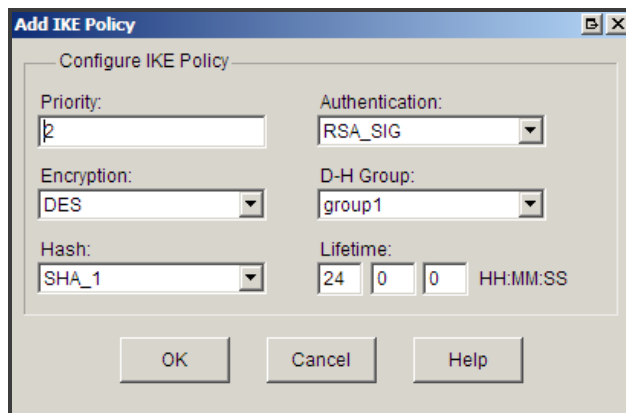 Add IKE Policy
Configure IKE Policy
Priority:
2
Authentication:
RSA_SIG
Encryption:
DES
D-H Group:
group1
Hash:
SHA_1
Lifetime:
24 0 0 HH:MM:SS
OK Cancel Help